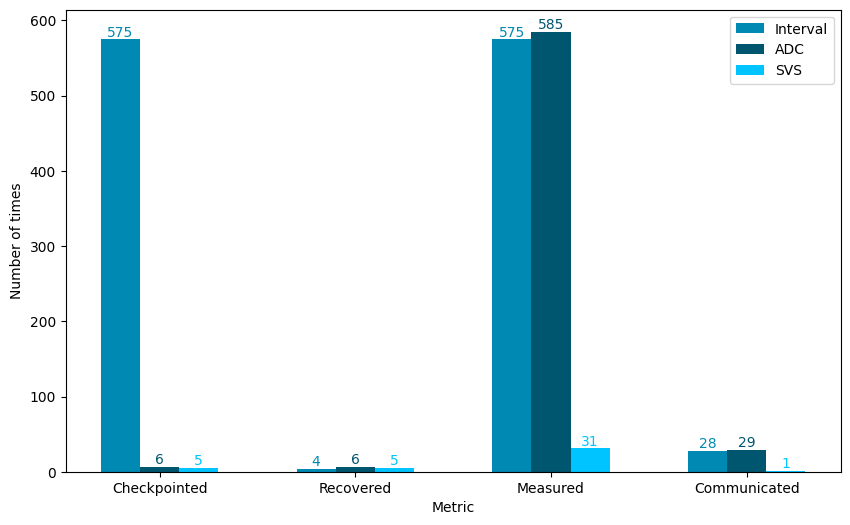 Interval
ADC
SVS
Number of times
600
500
400
300
200
100
0
575
6
5
4
6
5
575
585
31
28
29
1
Checkpointed
Recovered
Measured
Communicated
Metric